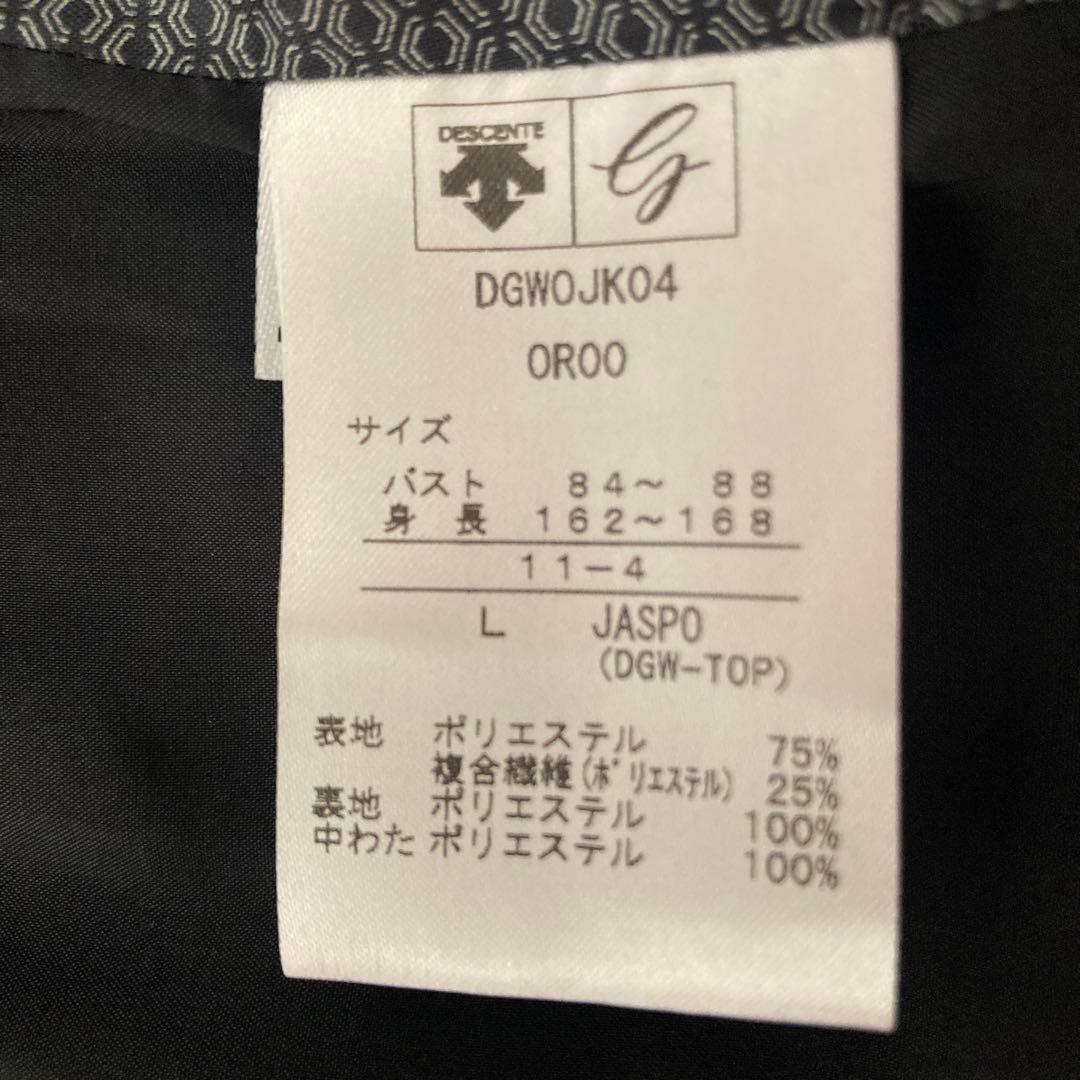 DESCENTE
G
DGWOJK04
OR00
サイズ
バスト 84～ 88
身 長 162～168
11-4
L JASPO
(DGW-TOP)
表地 ポリエステル 75%
複合繊維(ポリエステル) 25%
裏地 ポリエステル 100%
中わた ポリエステル 100%